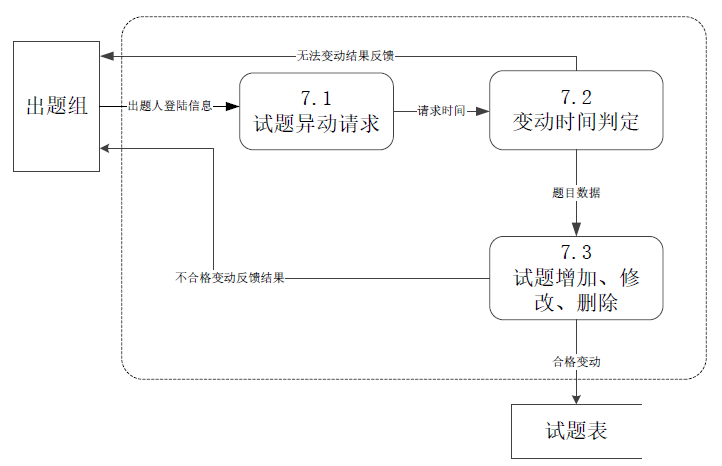 无法变动结果反馈
出题组
出题人登陆信息
7.1
试题异动请求
请求时间
7.2
变动时间判定
题目数据
不合格变动反馈结果
7.3
试题增加、修
改、删除
合格变动
试题表